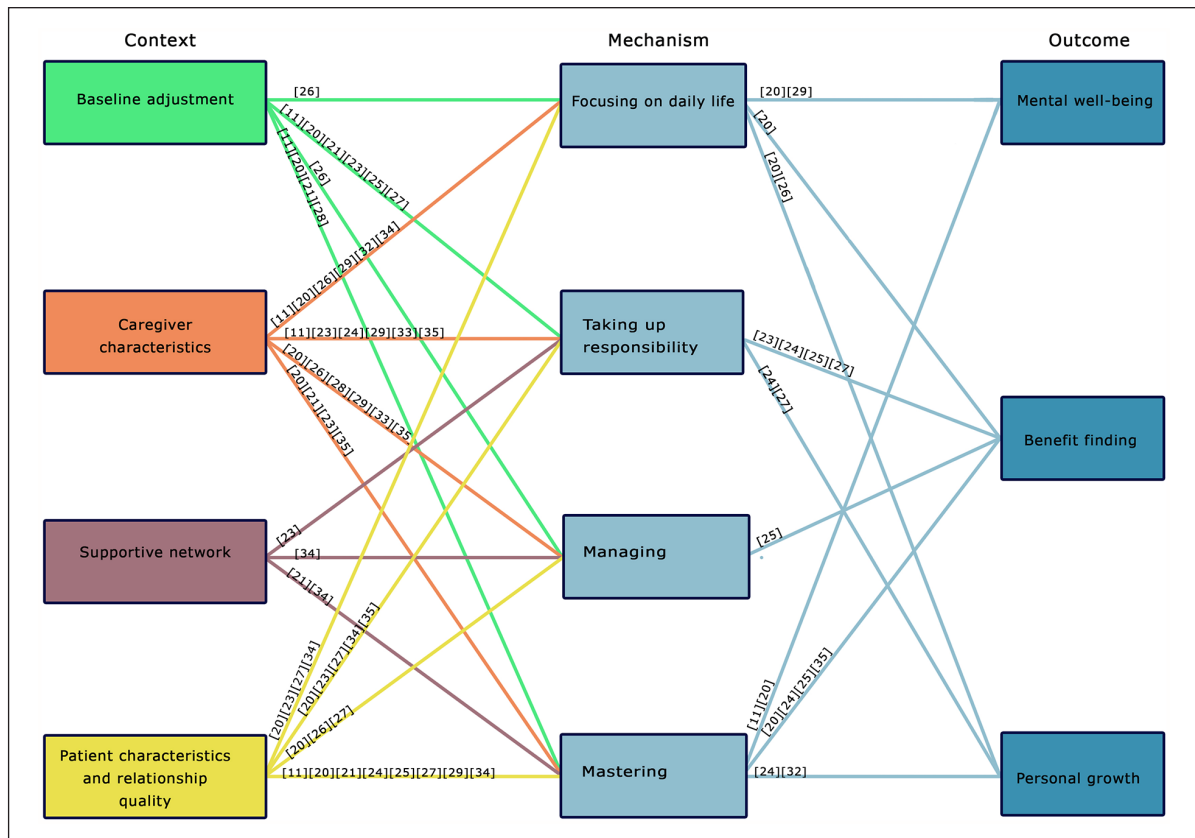 Context
Mechanism
Outcome
Baseline adjustment
[26]
[11][20][21][23][25][27]
[26]
[11][20][21][28]
Focusing on daily life
[20][29]
[20]
[20][26]
Mental well-being
Caregiver
characteristics
[11][20][26][29][32][34]
[11][23][24][29][33][35]
[20][26][28][29][33][35
[20][21][23][35]
Taking up
responsibility
[23][24][25][27]
[24][27]
Benefit finding
Supportive network
[23]
[34]
[21][34]
Managing
[25]
Patient characteristics
and relationship
quality
[20][23][27][34]
[20][23][27][34][35]
[20][26][27]
[11][20][21][24][25][27][29][34]
Mastering
[11][20]
[20][24][25][35]
[24][32]
Personal growth